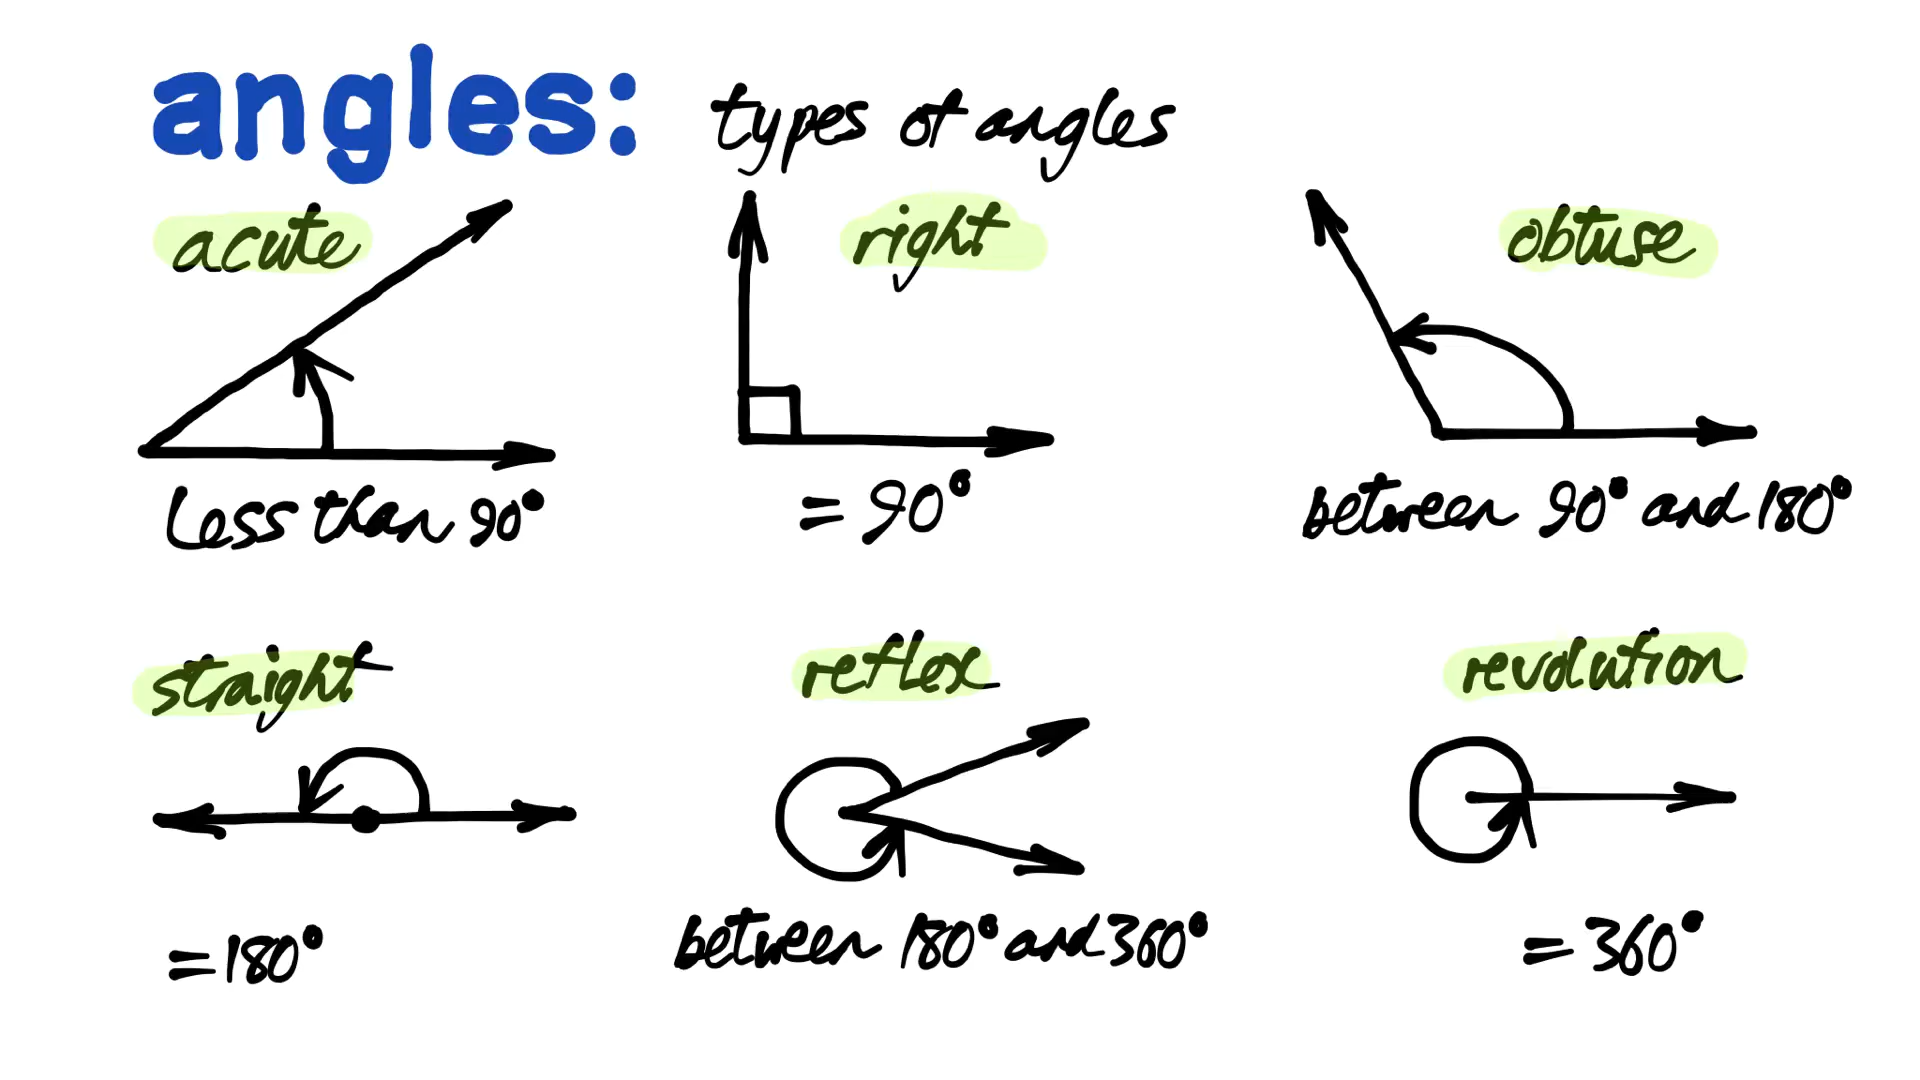 angles: types of angles
acute
right
obtuse
less than 90°
= 90°
between 90° and 180°
straight
reflex
revolution
= 180°
between 180° and 360°
= 360°